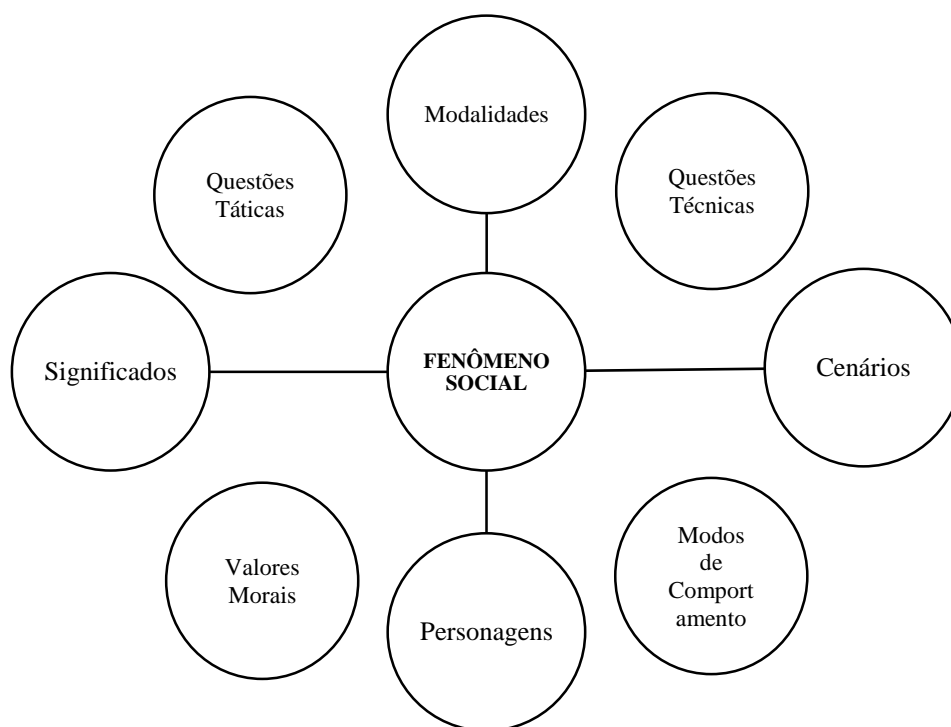 Modalidades
Questões
Táticas
Questões
Técnicas
Significados
FENÔMENO
SOCIAL
Cenários
Valores
Morais
Personagens
Modos
de
Comport
amento